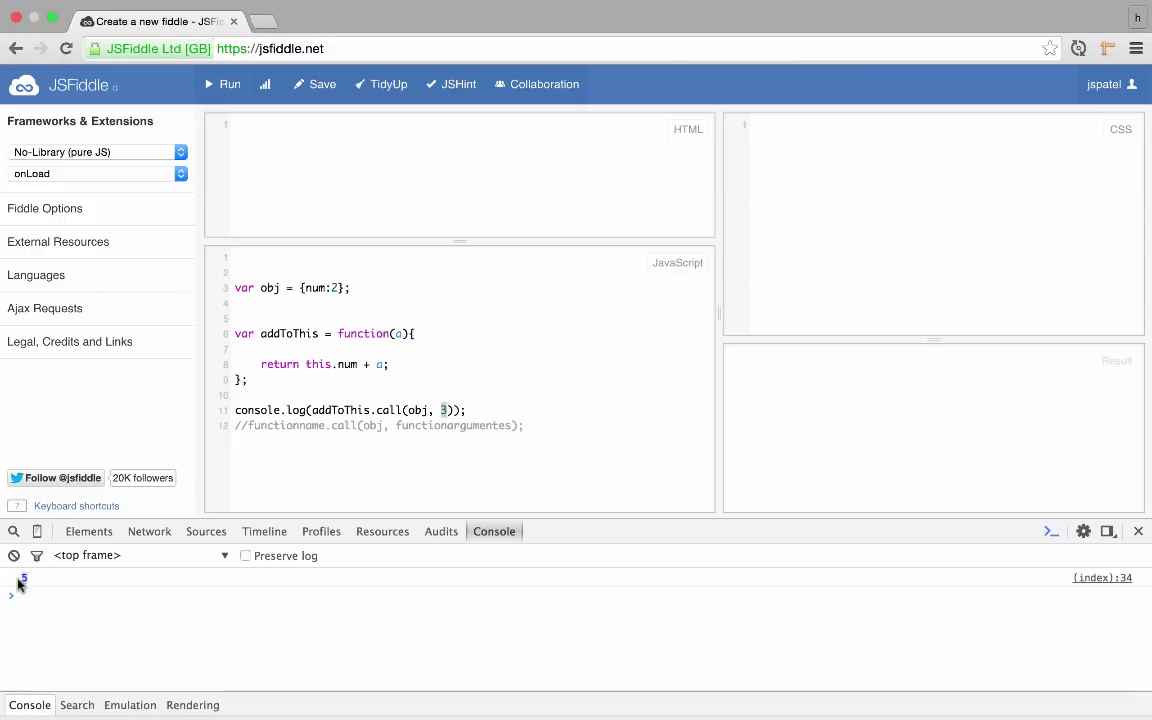 Create a new fiddle - JSFi
h
JSFiddle Ltd [GB] https://jsfiddle.net
JSFiddle α
Run
Save
TidyUp
JSHint
Collaboration
jspatel
Frameworks & Extensions
No-Library (pure JS)
onLoad
Fiddle Options
External Resources
Languages
Ajax Requests
Legal, Credits and Links
Follow @jsfiddle
20K followers
7 Keyboard shortcuts
1
HTML
1
CSS
JavaScript
1
2
3 var obj = {num:2};
4
5
6 var addToThis = function(a){
7
8 return this.num + a;
9 };
10
11 console.log(addToThis.call(obj, 3));
12 //functionname.call(obj, functionargumentes);
Result
Elements Network Sources Timeline Profiles Resources Audits Console
<top frame> ▼ Preserve log
5 (index):34
>
Console Search Emulation Rendering